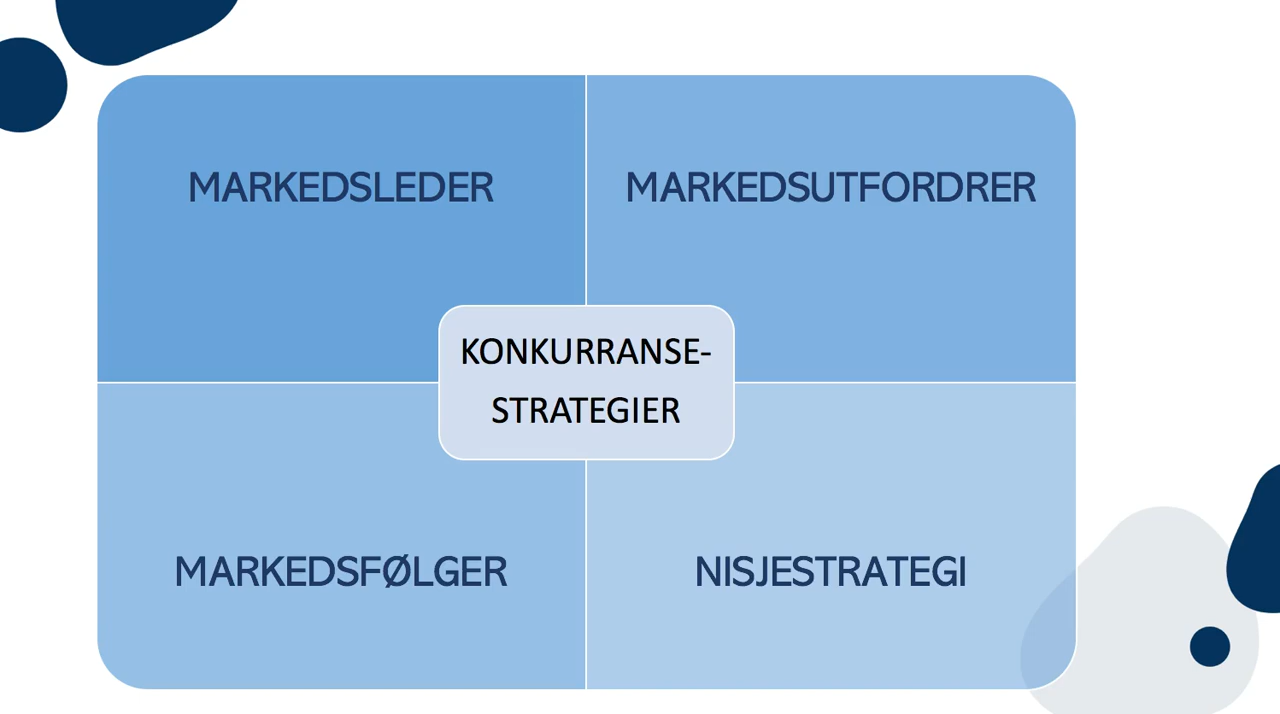 MARKEDSLEDER
MARKEDSUTFORDRER
KONKURRANSE-
STRATEGIER
MARKEDSFØLGER
NISJESTRATEGI